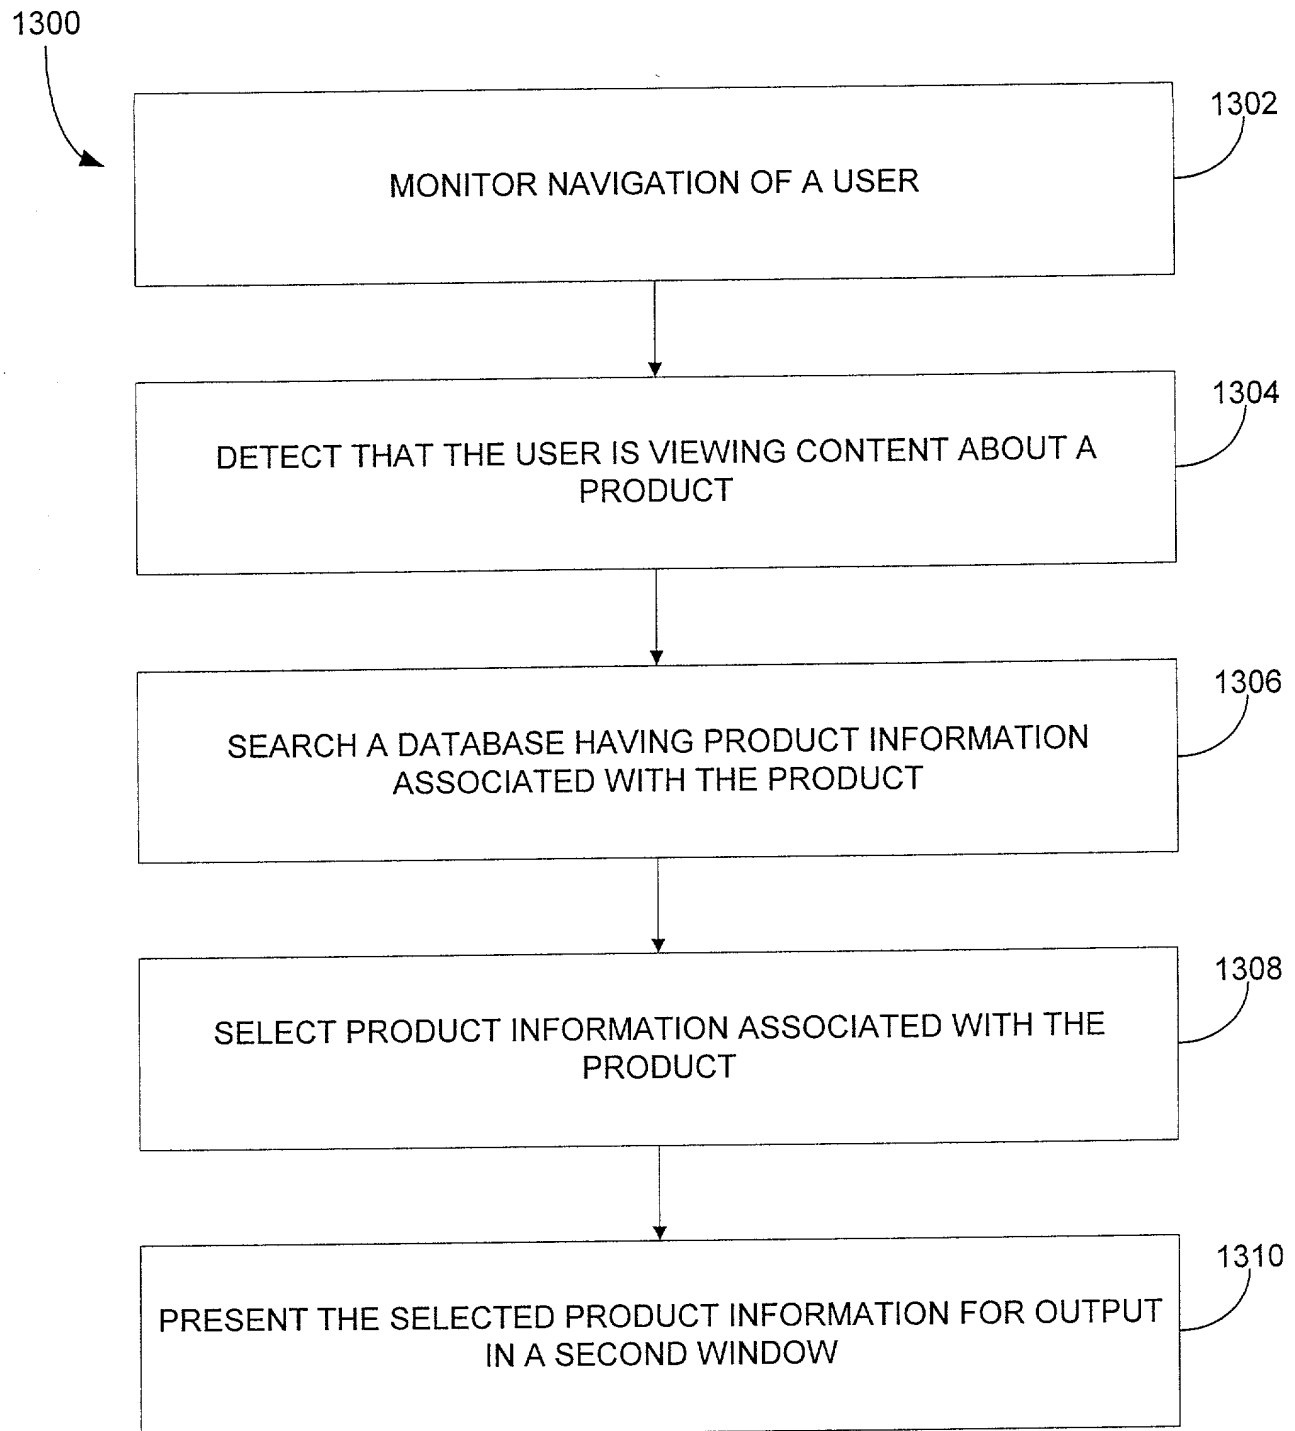 1300
1302
MONITOR NAVIGATION OF A USER
1304
DETECT THAT THE USER IS VIEWING CONTENT ABOUT A
PRODUCT
1306
SEARCH A DATABASE HAVING PRODUCT INFORMATION
ASSOCIATED WITH THE PRODUCT
1308
SELECT PRODUCT INFORMATION ASSOCIATED WITH THE
PRODUCT
1310
PRESENT THE SELECTED PRODUCT INFORMATION FOR OUTPUT
IN A SECOND WINDOW